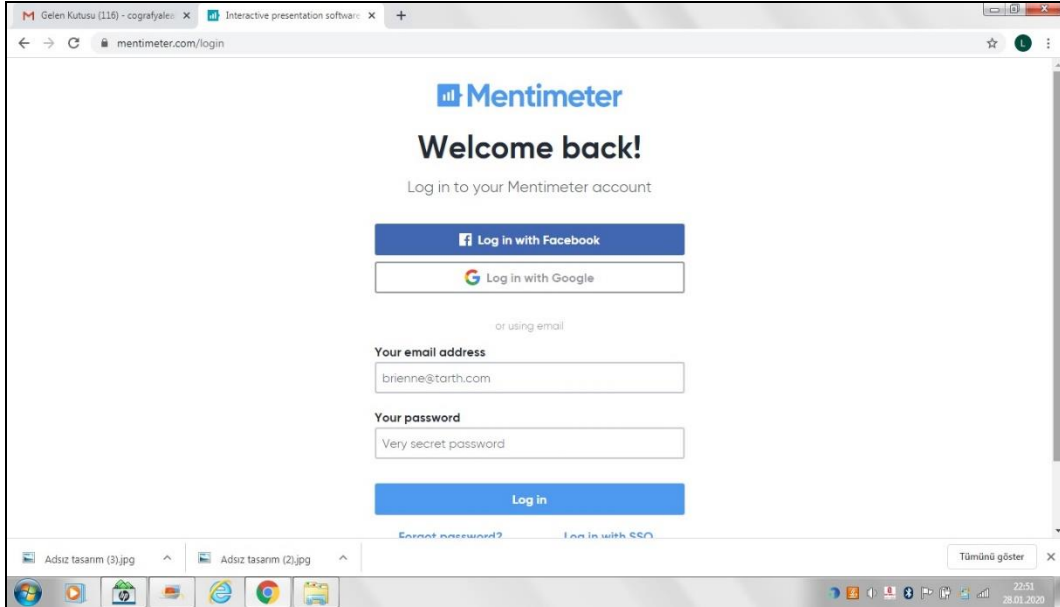 Gelen Kutusu (116) - cografyalea
Interactive presentation software
mentimeter.com/login
L
Mentimeter
Welcome back!
Log in to your Mentimeter account
Log in with Facebook
Log in with Google
or using email
Your email address
brienne@tarth.com
Your password
Very secret password
Log in
Forgot password? Log in with SSO
Adsız tasarım (3).jpg
Adsız tasarım (2).jpg
Tümünü göster
22:51
28.01.2020